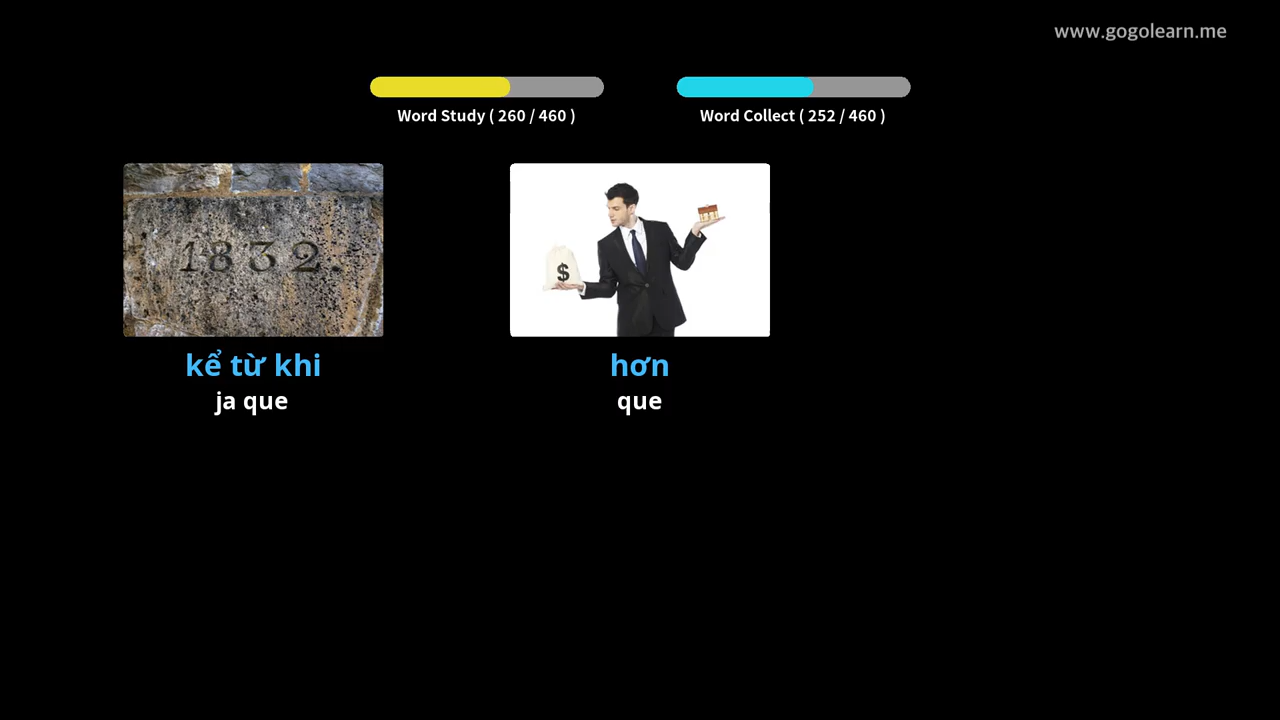 www.gogolearn.me
Word Study ( 260 / 460 )
Word Collect ( 252 / 460 )
1832.
$
kể từ khi
ja que
hơn
que